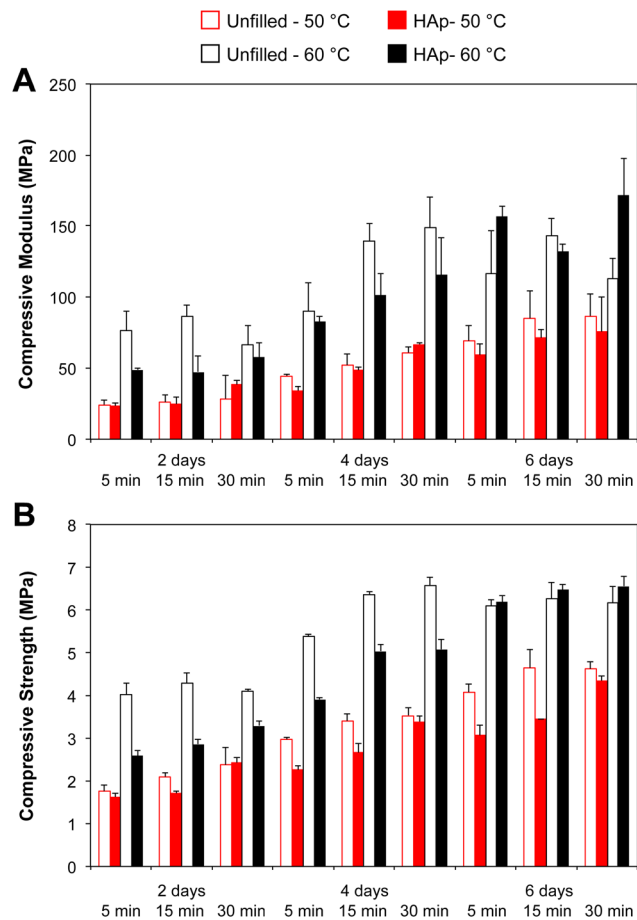 Unfilled - 50 °C HAp- 50 °C
Unfilled - 60 °C HAp- 60 °C
A
Compressive Modulus (MPa)
250
200
150
100
50
0
2 days 4 days 6 days
5 min 15 min 30 min 5 min 15 min 30 min 5 min 15 min 30 min
B
Compressive Strength (MPa)
8
7
6
5
4
3
2
1
0
2 days 4 days 6 days
5 min 15 min 30 min 5 min 15 min 30 min 5 min 15 min 30 min